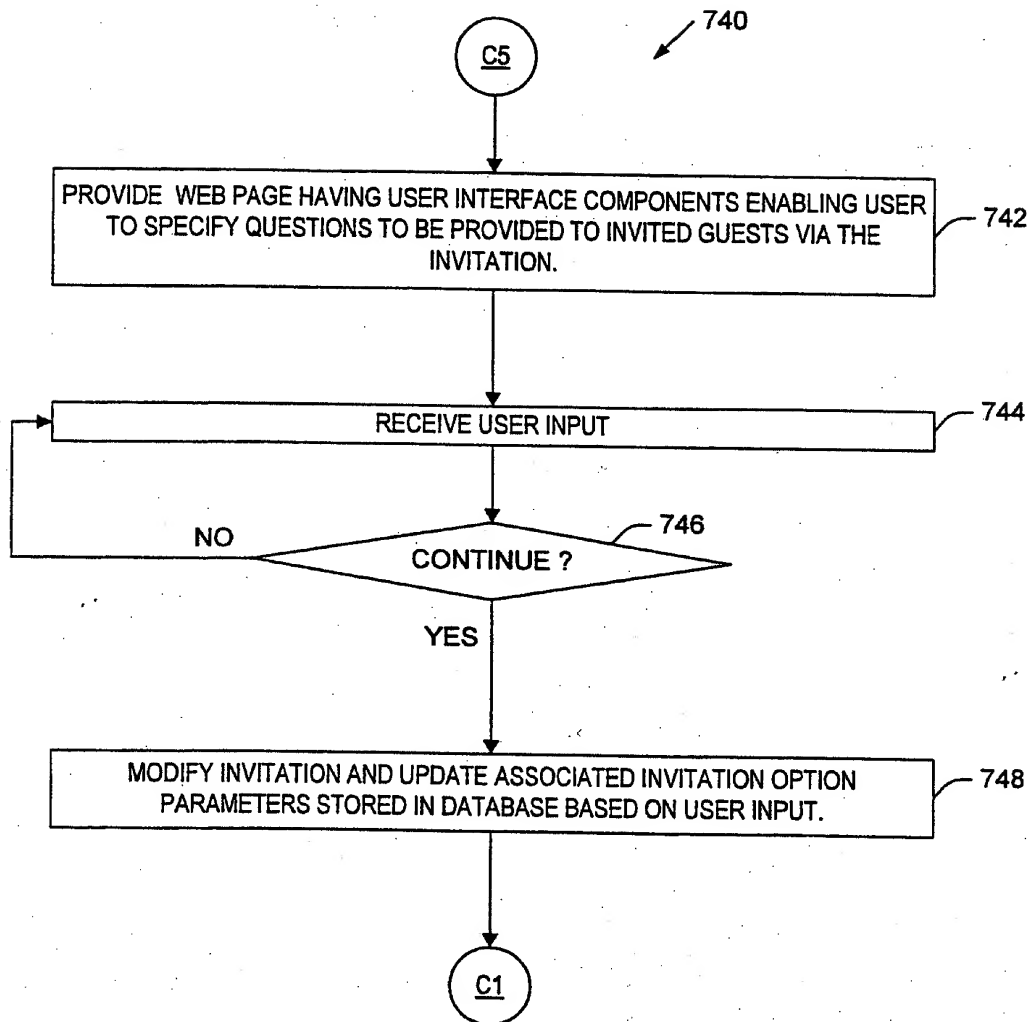 740
C5
PROVIDE WEB PAGE HAVING USER INTERFACE COMPONENTS ENABLING USER
TO SPECIFY QUESTIONS TO BE PROVIDED TO INVITED GUESTS VIA THE
INVITATION.
742
RECEIVE USER INPUT
744
746
NO
CONTINUE ?
YES
MODIFY INVITATION AND UPDATE ASSOCIATED INVITATION OPTION
PARAMETERS STORED IN DATABASE BASED ON USER INPUT.
748
C1